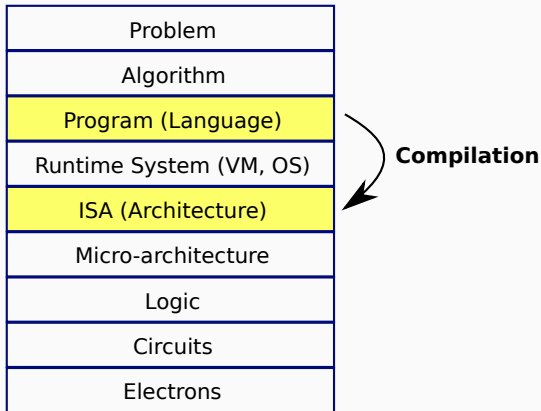 Problem
Algorithm
Program (Language)
Compilation
Runtime System (VM, OS)
ISA (Architecture)
Micro-architecture
Logic
Circuits
Electrons